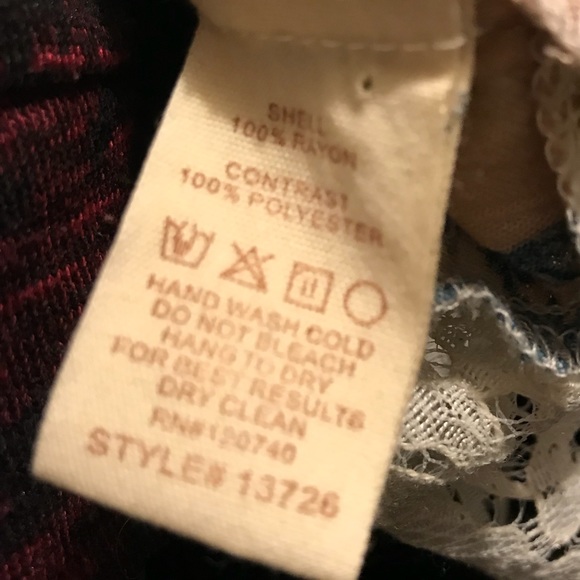 SHELL
100% RAYON
CONTRAST
100% POLYESTER
HAND WASH COLD
DO NOT BLEACH
HANG TO DRY
FOR BEST RESULTS
DRY CLEAN
RN#120740
STYLE# 13726